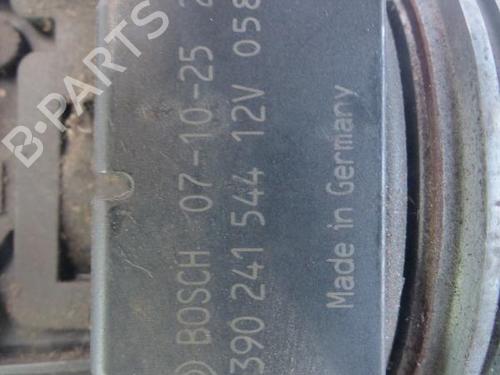 BOSCH 07-10-25
390 241 544 12V 058
Made in Germany
B-PARTS